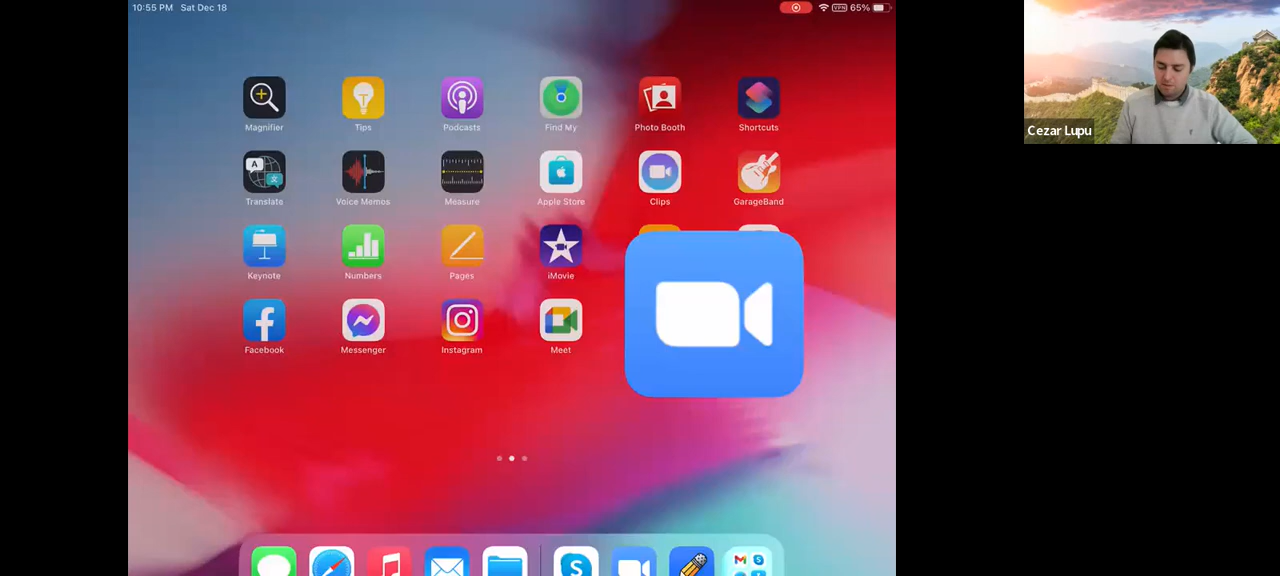 10:55 PM Sat Dec 18
VPN 65%
Cezar Lupu
Magnifier Tips Podcasts Find My Photo Booth Shortcuts
Translate Voice Memos Measure Apple Store Clips GarageBand
Keynote Numbers Pages iMovie
Facebook Messenger Instagram Meet